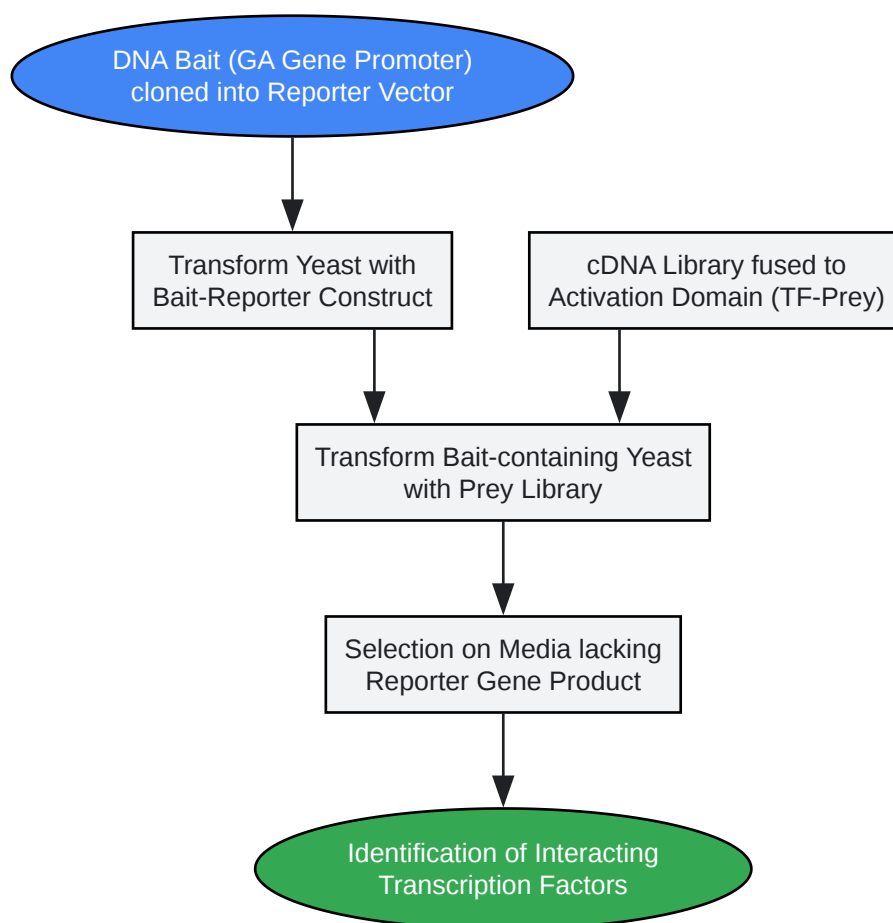 DNA Bait (GA Gene Promoter)
cloned into Reporter Vector
Transform Yeast with
Bait-Reporter Construct
cDNA Library fused to
Activation Domain (TF-Prey)
Transform Bait-containing Yeast
with Prey Library
Selection on Media lacking
Reporter Gene Product
Identification of Interacting
Transcription Factors